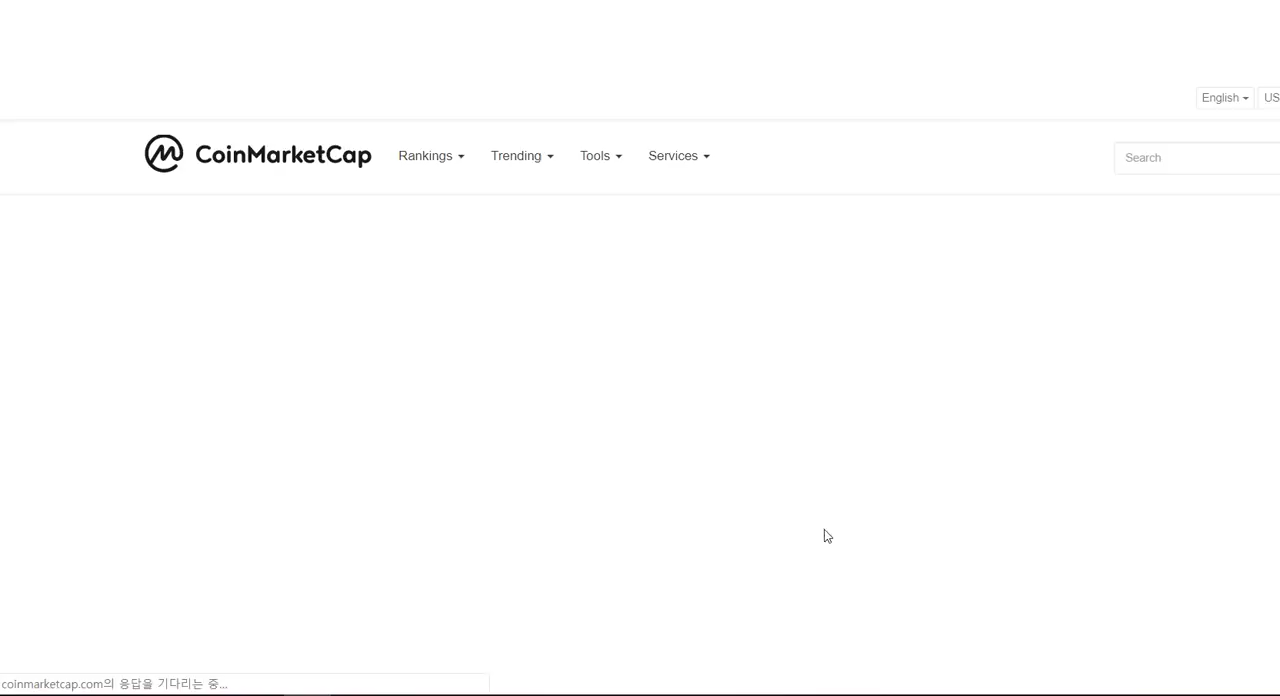 English US
CoinMarketCap Rankings Trending Tools Services Search
coinmarketcap.com의 응답을 기다리는 중...